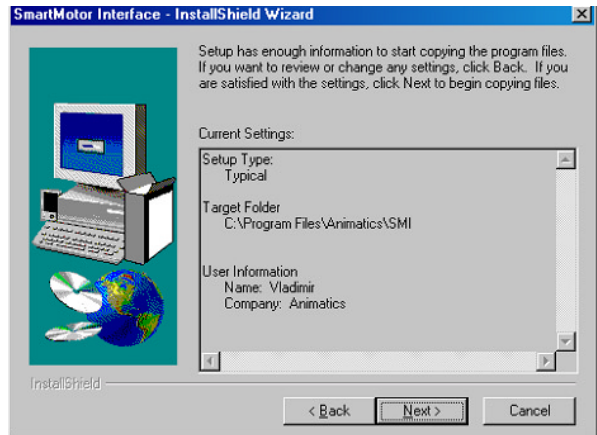 SmartMotor Interface - InstallShield Wizard
Setup has enough information to start copying the program files.
If you want to review or change any settings, click Back. If you
are satisfied with the settings, click Next to begin copying files.
Current Settings:
Setup Type:
Typical
Target Folder
C:\Program Files\Animatics\SMI
User Information
Name: Vladimir
Company: Animatics
InstallShield
< Back
Next >
Cancel